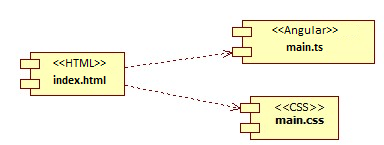 <<HTML>>
index.html
<<Angular>>
main.ts
<<CSS>>
main.css